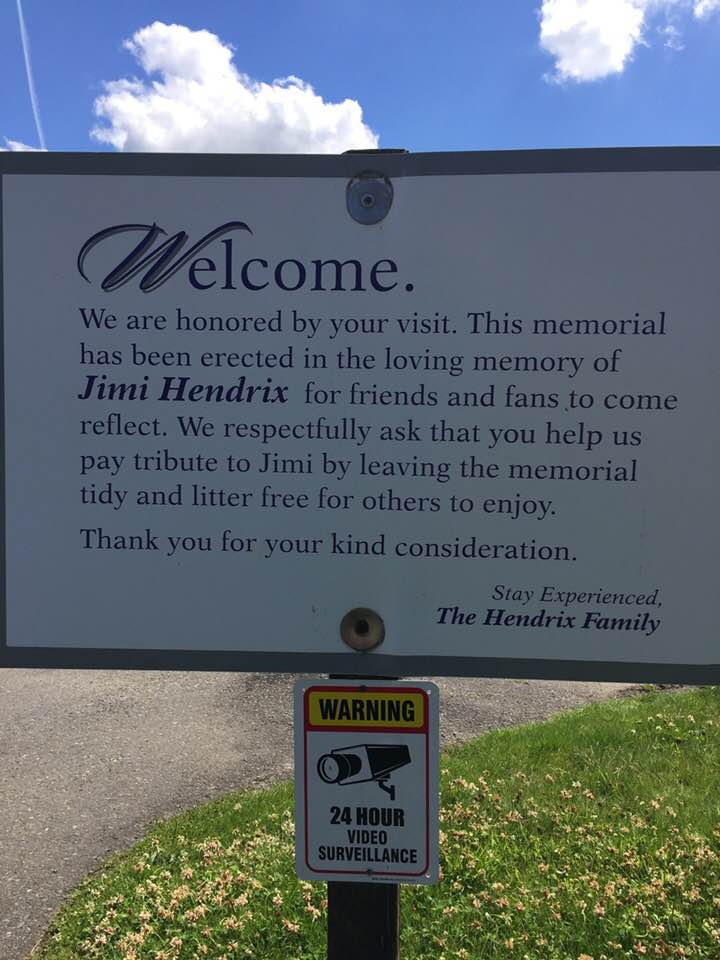 Welcome.
We are honored by your visit. This memorial
has been erected in the loving memory of
Jimi Hendrix for friends and fans to come
reflect. We respectfully ask that you help us
pay tribute to Jimi by leaving the memorial
tidy and litter free for others to enjoy.
Thank you for your kind consideration.
Stay Experienced,
The Hendrix Family
WARNING
24 HOUR
VIDEO
SURVEILLANCE